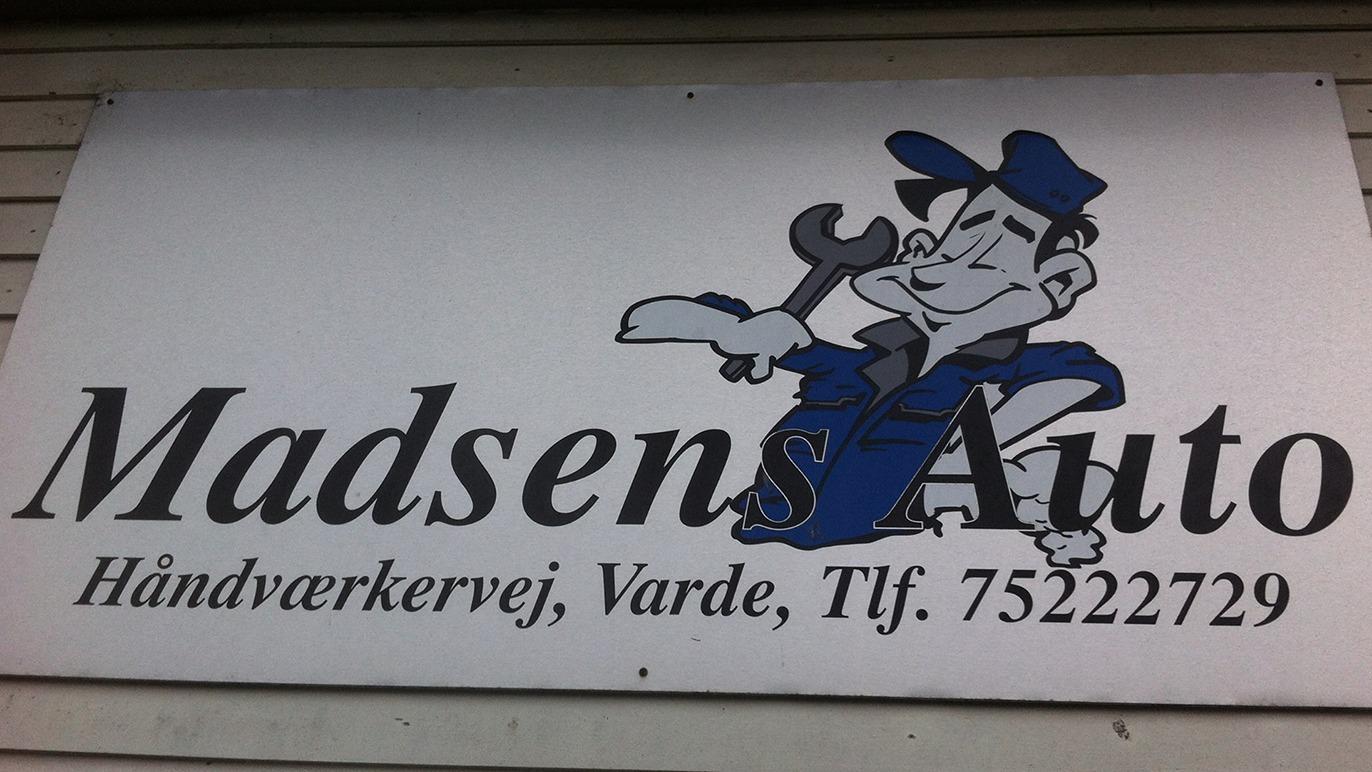 Madsens Auto
Håndværkervej, Varde, Tlf. 75222729